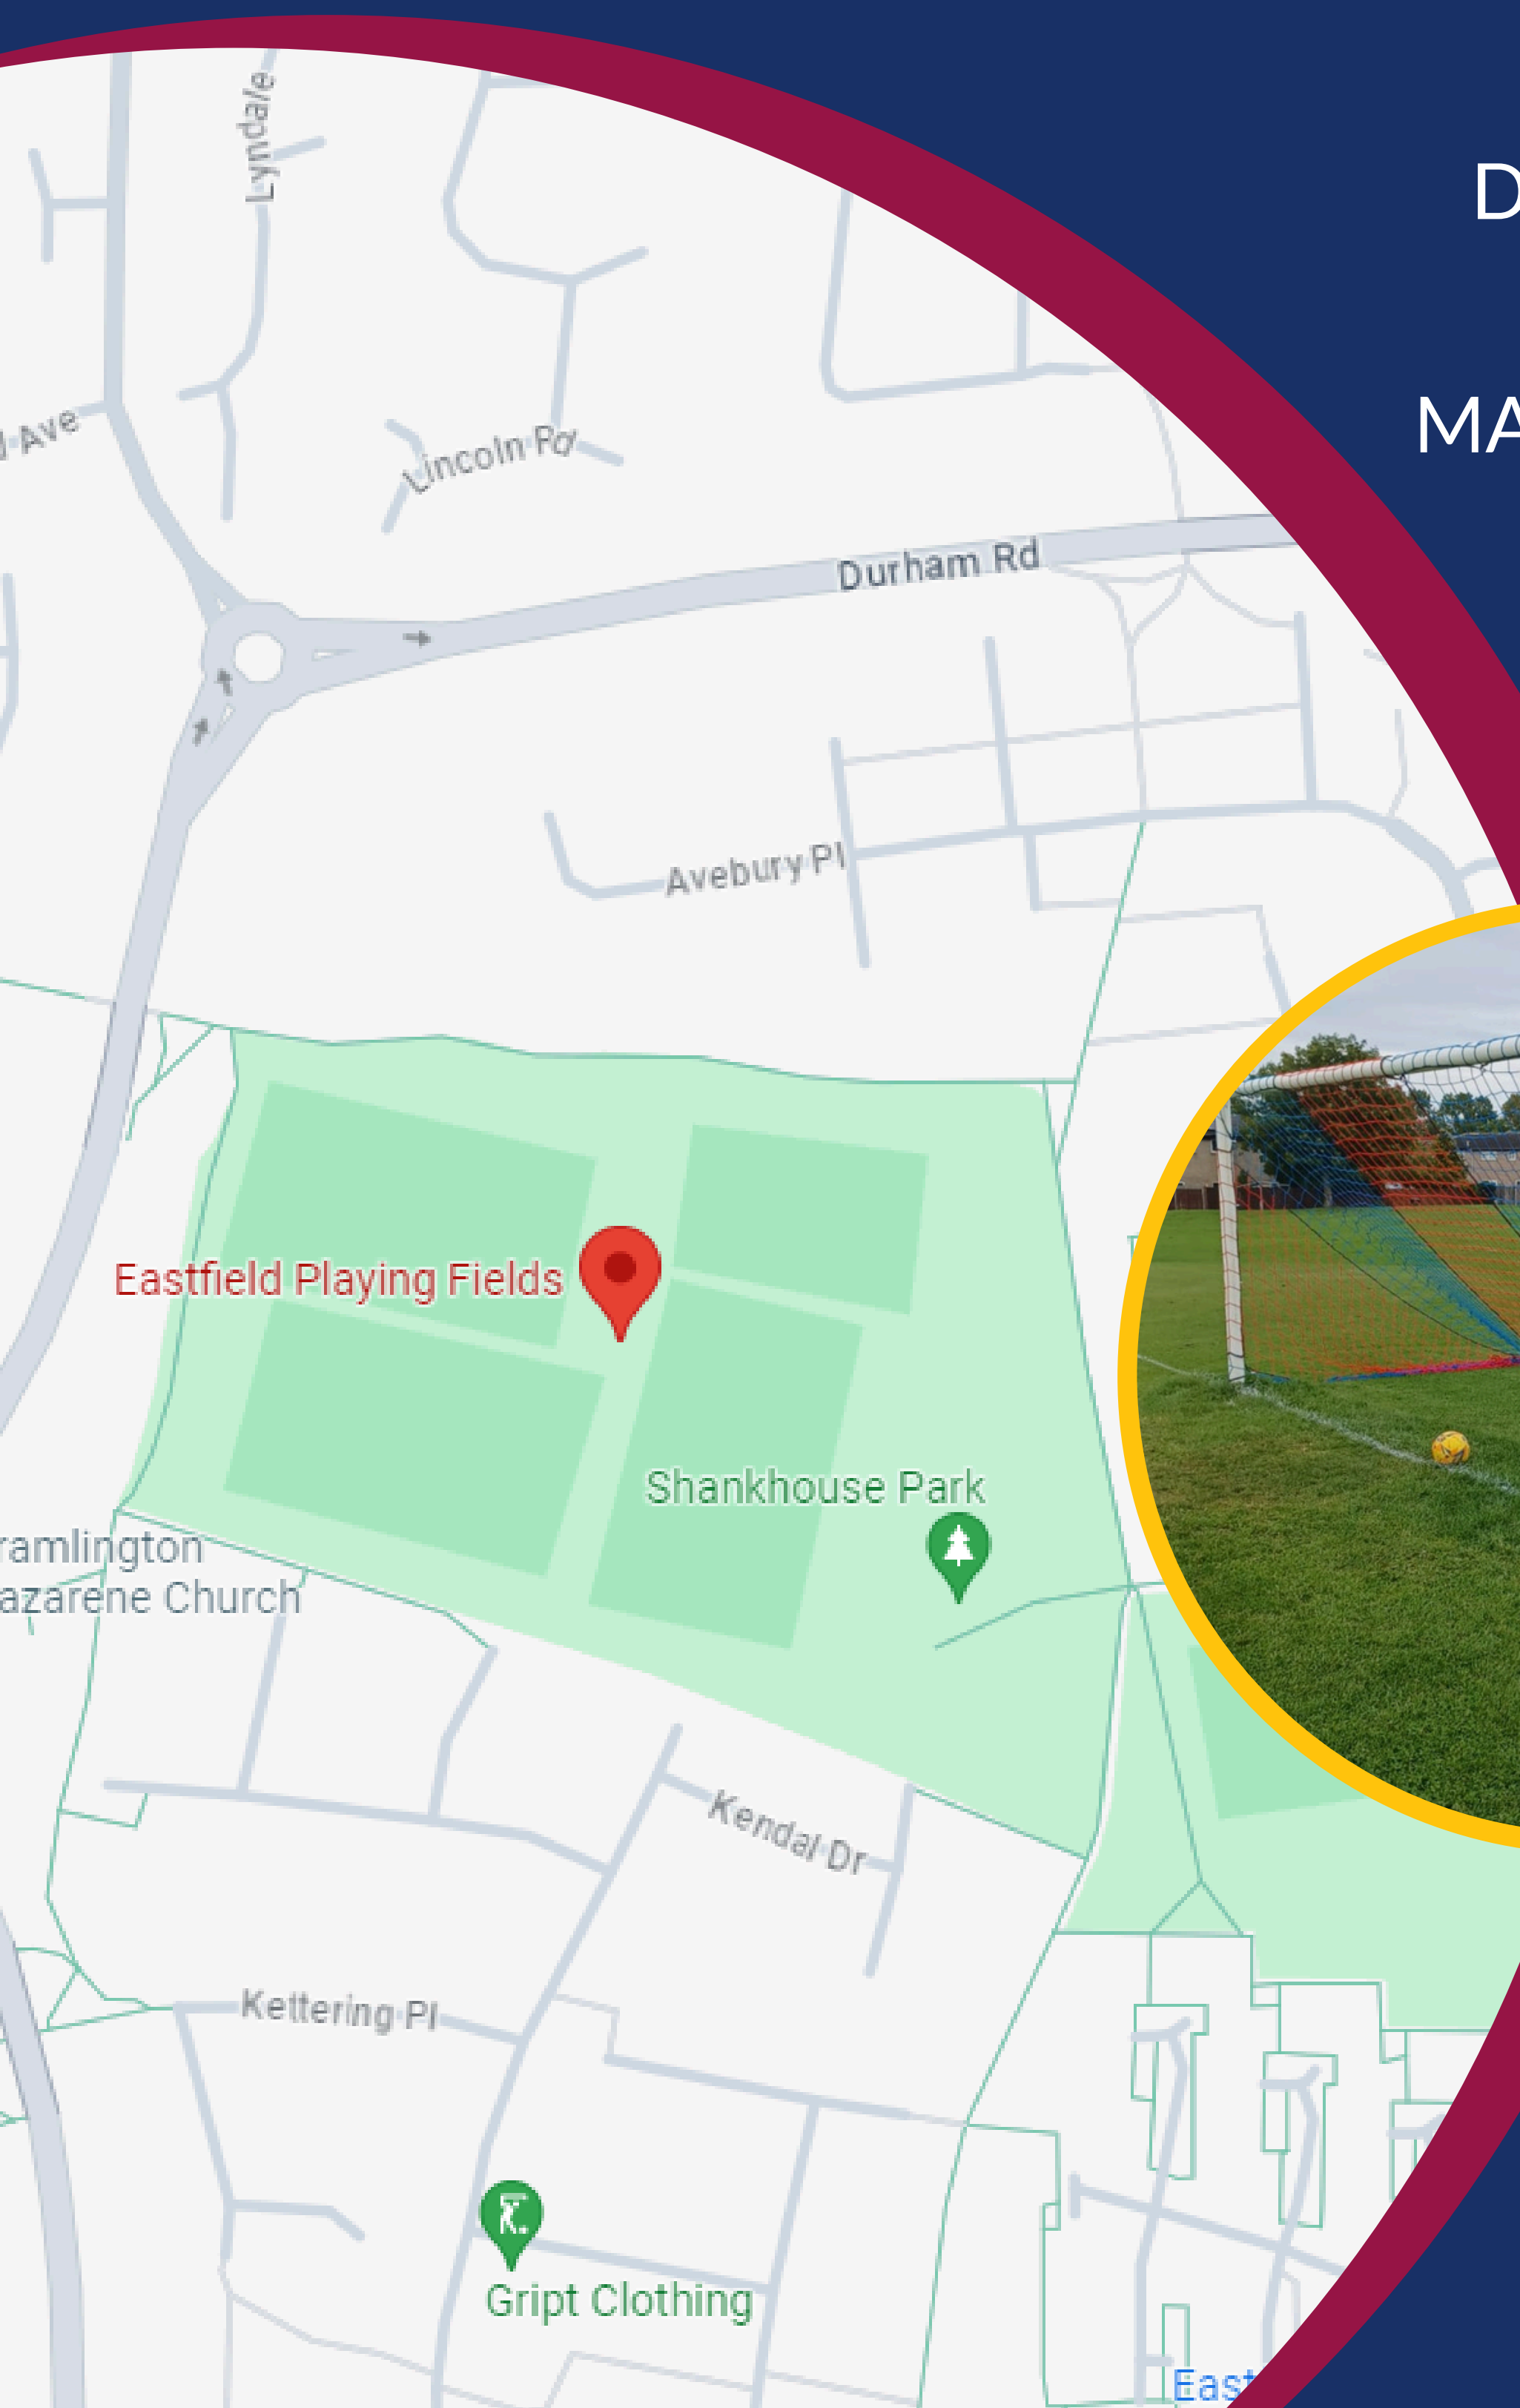 Lyndale
D
MA
Ave
Lincoln Rd
Durham Rd
Avebury Pl
Eastfield Playing Fields
Shankhouse Park
ramlington
azarene Church
Kendal Dr
Kettering Pl
Gript Clothing
East